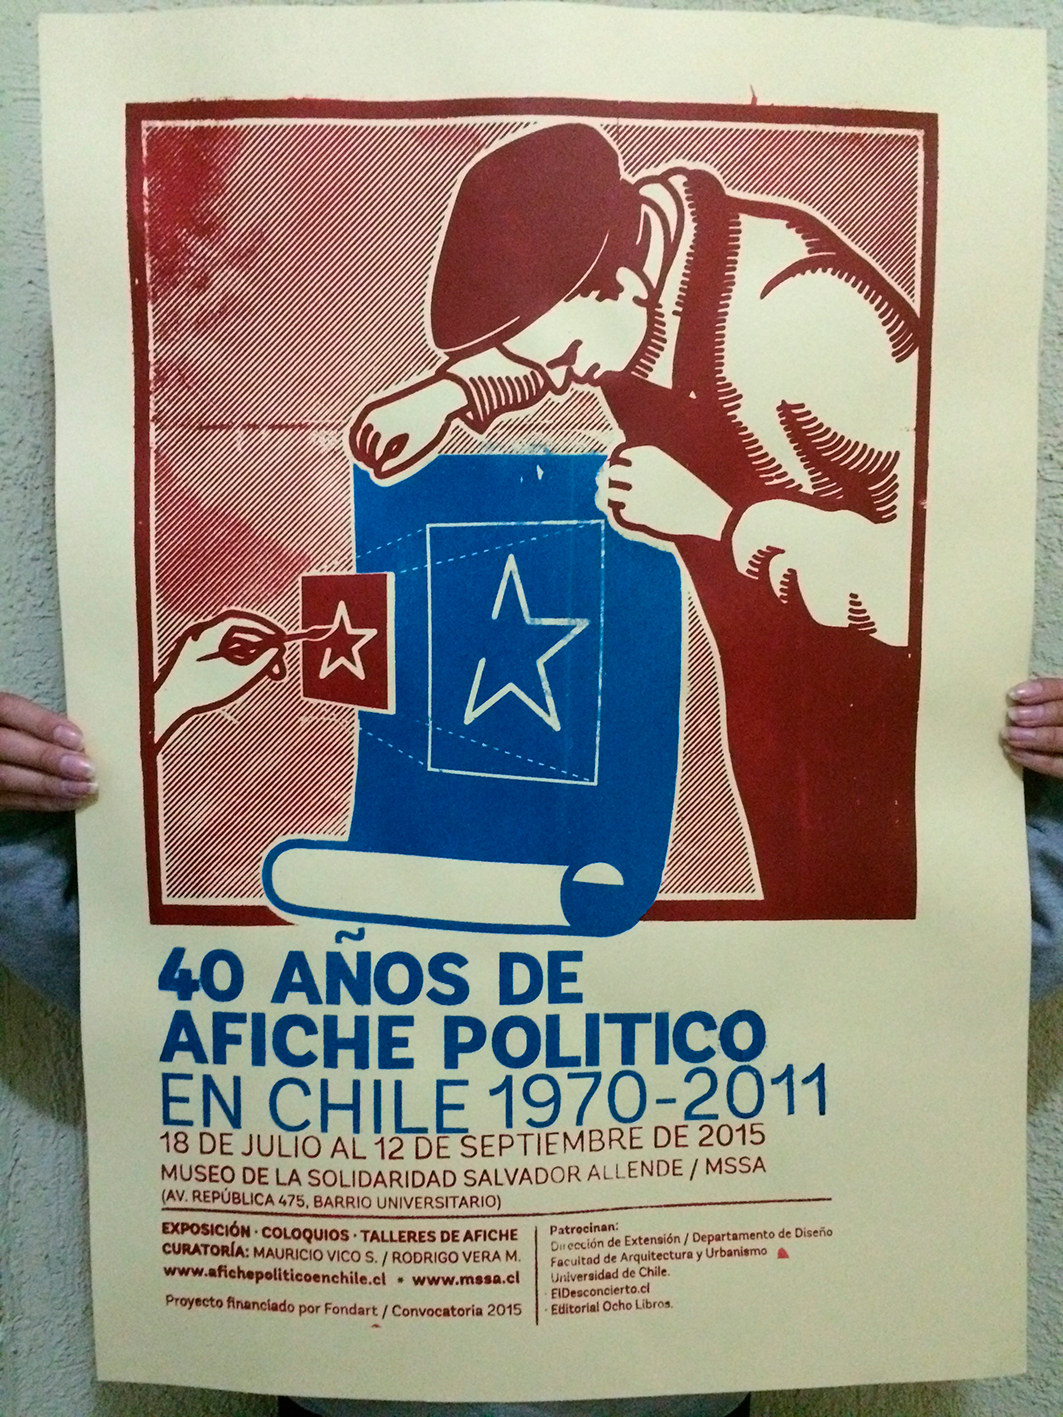 40 AÑOS DE
AFICHE POLITICO
EN CHILE 1970-2011
18 DE JULIO AL 12 DE SEPTIEMBRE DE 2015
MUSEO DE LA SOLIDARIDAD SALVADOR ALLENDE / MSSA
(AV. REPÚBLICA 475, BARRIO UNIVERSITARIO)
EXPOSICIÓN · COLOQUIOS · TALLERES DE AFICHE
CURATORÍA: MAURICIO VICO S. / RODRIGO VERA M.
www.afichepoliticoenchile.cl • www.mssa.cl
Proyecto financiado por Fondart / Convocatoria 2015
Patrocinan:
Dirección de Extensión / Departamento de Diseño
Facultad de Arquitectura y Urbanismo
Universidad de Chile.
· ElDesconcierto.cl
· Editorial Ocho Libros.